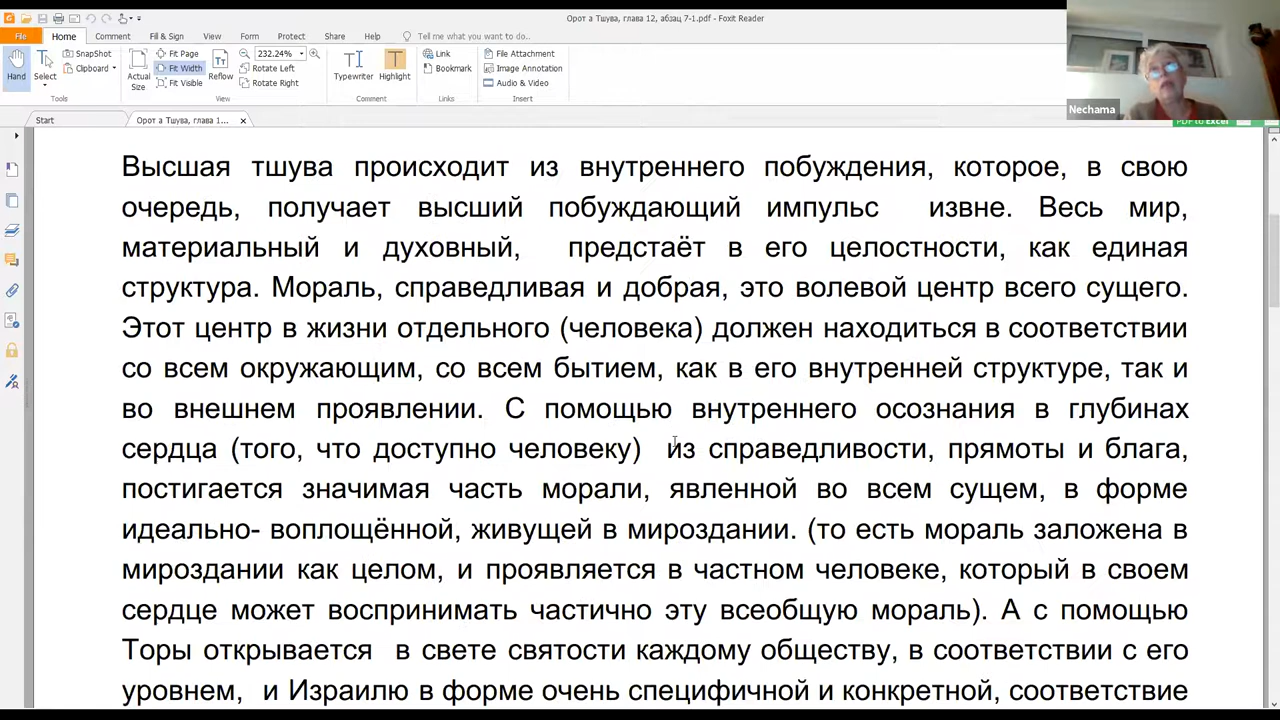 Орот а Тшува, глава 12, абзац 7-1.pdf - Foxit Reader
File Home Comment Fill & Sign View Form Protect Share Help Tell me what you want to do..
Hand
Select
SnapShot
Clipboard
Tools
Actual Size
Fit Page
Fit Width
Fit Visible
Reflow
232.24%
Rotate Left
Rotate Right
View
Typewriter
Highlight
Comment
Link
Bookmark
Links
File Attachment
Image Annotation
Audio & Video
Insert
Nechama
PDF to Excel
Start
Орот а Тшува, глава 1...
Высшая тшува происходит из внутреннего побуждения, которое, в свою
очередь, получает высший побуждающий импульс извне. Весь мир,
материальный и духовный, предстаёт в его целостности, как единая
структура. Мораль, справедливая и добрая, это волевой центр всего сущего.
Этот центр в жизни отдельного (человека) должен находиться в соответствии
со всем окружающим, со всем бытием, как в его внутренней структуре, так и
во внешнем проявлении. С помощью внутреннего осознания в глубинах
сердца (того, что доступно человеку) из справедливости, прямоты и блага,
постигается значимая часть морали, явленной во всем сущем, в форме
идеально- воплощённой, живущей в мироздании. (то есть мораль заложена в
мироздании как целом, и проявляется в частном человеке, который в своем
сердце может воспринимать частично эту всеобщую мораль). А с помощью
Торы открывается в свете святости каждому обществу, в соответствии с его
уровнем, и Израилю в форме очень специфичной и конкретной, соответствие